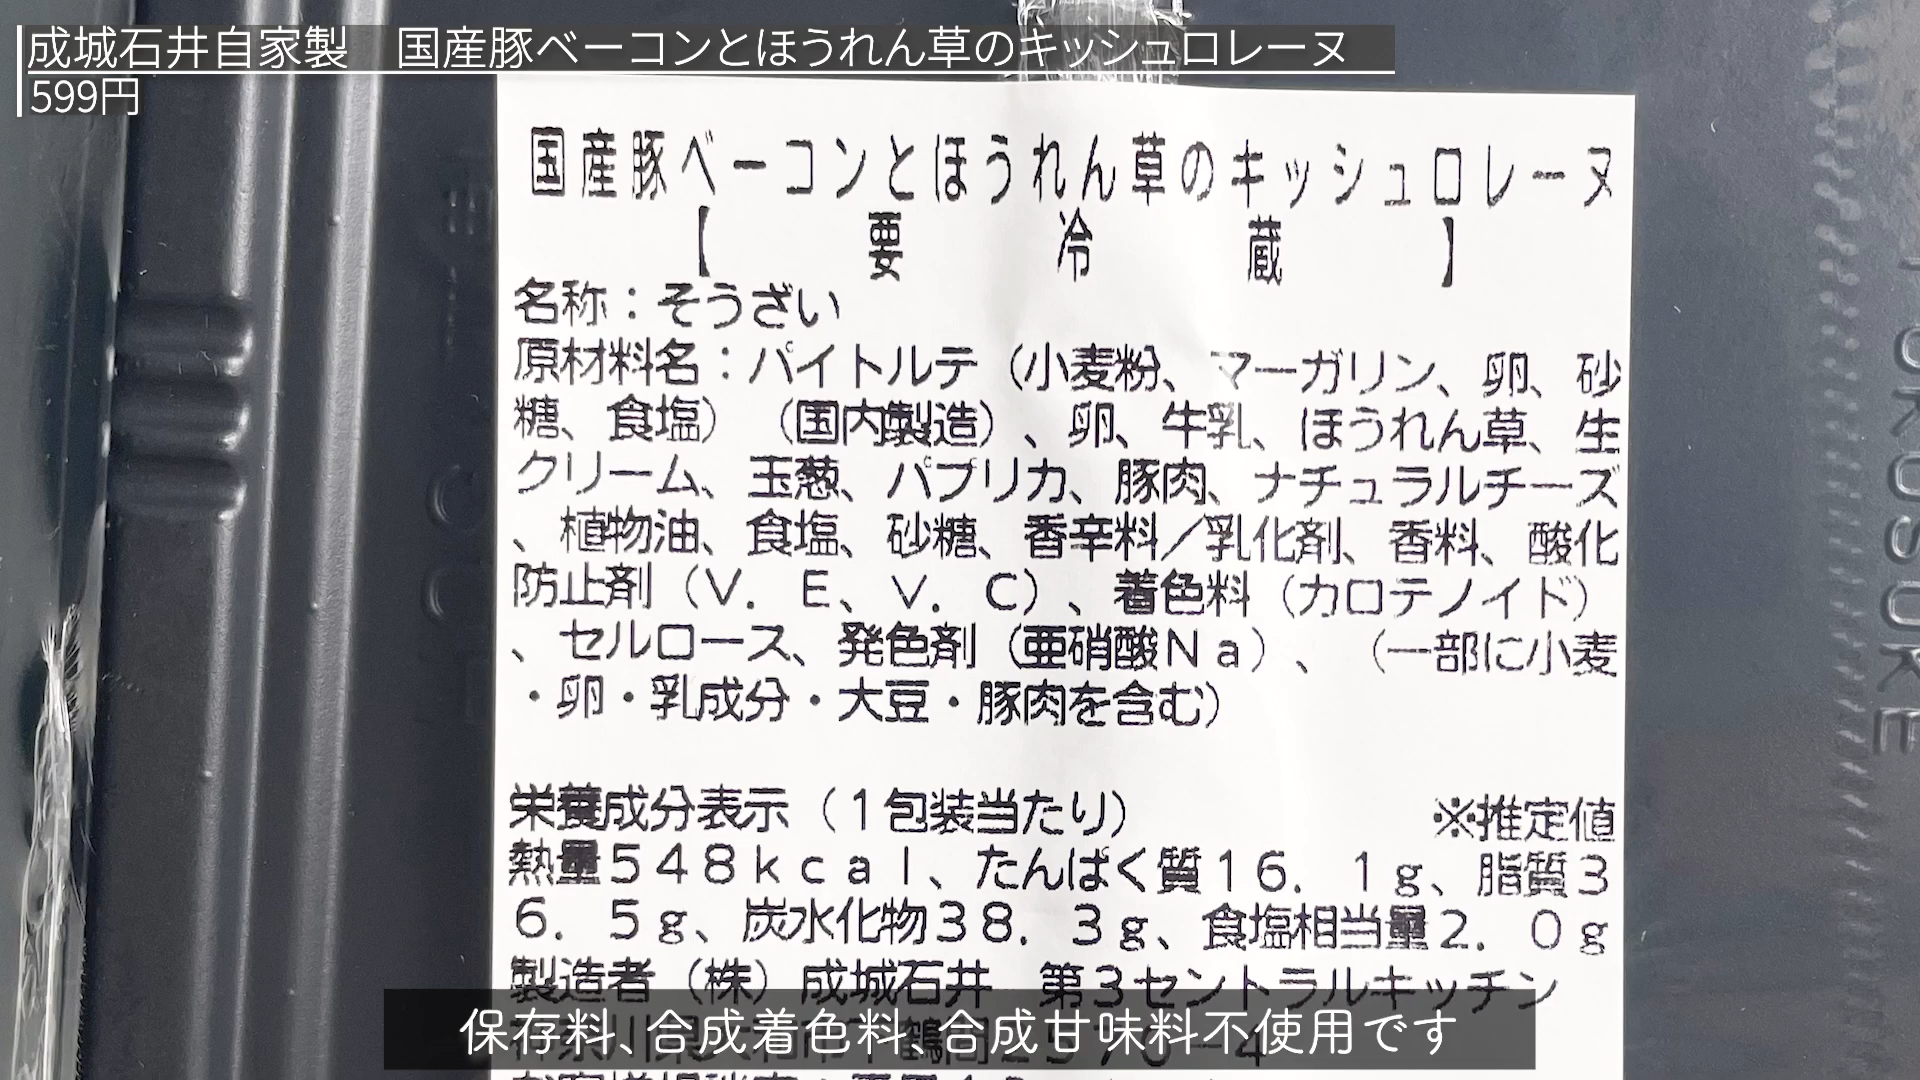 成城石井自家製　国産豚ベーコンとほうれん草のキッシュロレーヌ
599円
国産豚ベーコンとほうれん草のキッシュロレーヌ
【要冷蔵】
名称：そうざい
原材料名：パイトルテ（小麦粉、マーガリン、卵、砂
糖、食塩）（国内製造）、卵、牛乳、ほうれん草、生
クリーム、玉葱、パプリカ、豚肉、ナチュラルチーズ
、植物油、食塩、砂糖、香辛料／乳化剤、香料、酸化
防止剤（Ｖ．Ｅ、Ｖ．Ｃ）、着色料（カロテノイド）
、セルロース、発色剤（亜硝酸Ｎａ）、（一部に小麦
・卵・乳成分・大豆・豚肉を含む）
栄養成分表示（１包装当たり）　※推定値
熱量５４８ｋｃａｌ、たんぱく質１６．１ｇ、脂質３
６．５ｇ、炭水化物３８．３ｇ、食塩相当量２．０ｇ
製造者（株）成城石井　第３セントラルキッチン
保存料、合成着色料、合成甘味料不使用です